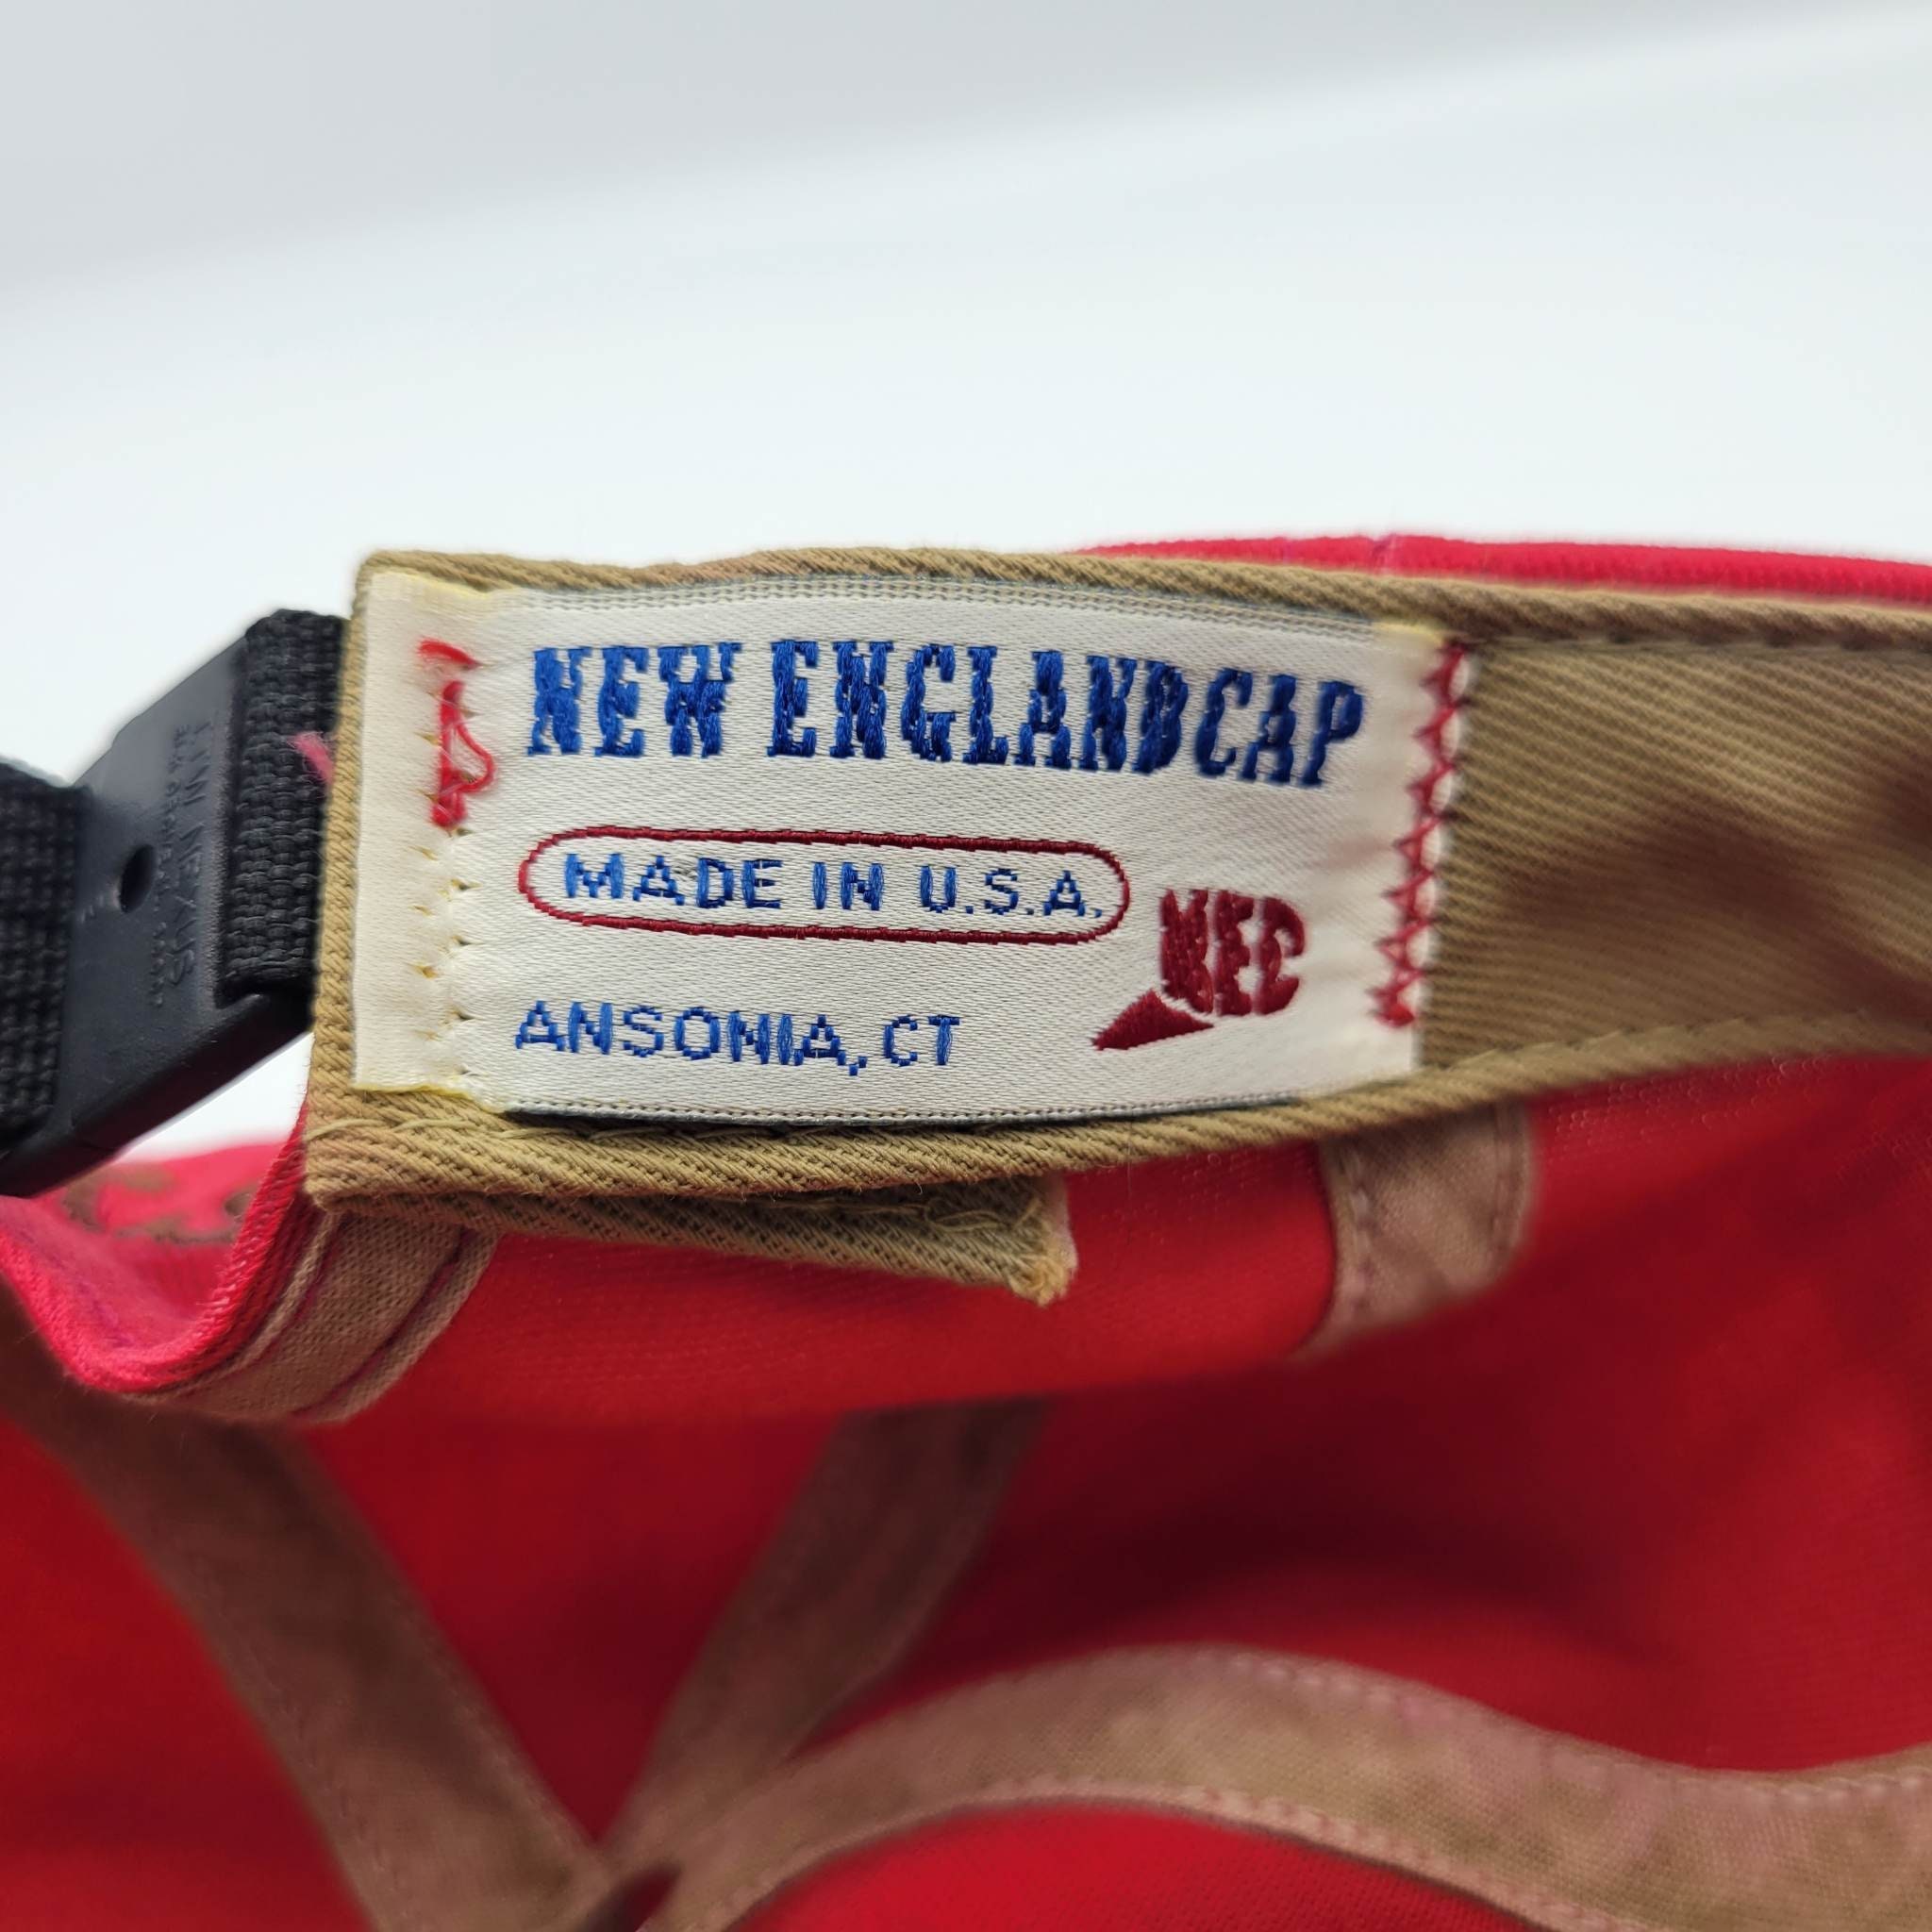 NEW ENGLAND CAP
MADE IN U.S.A.
NEC
ANSONIA, CT